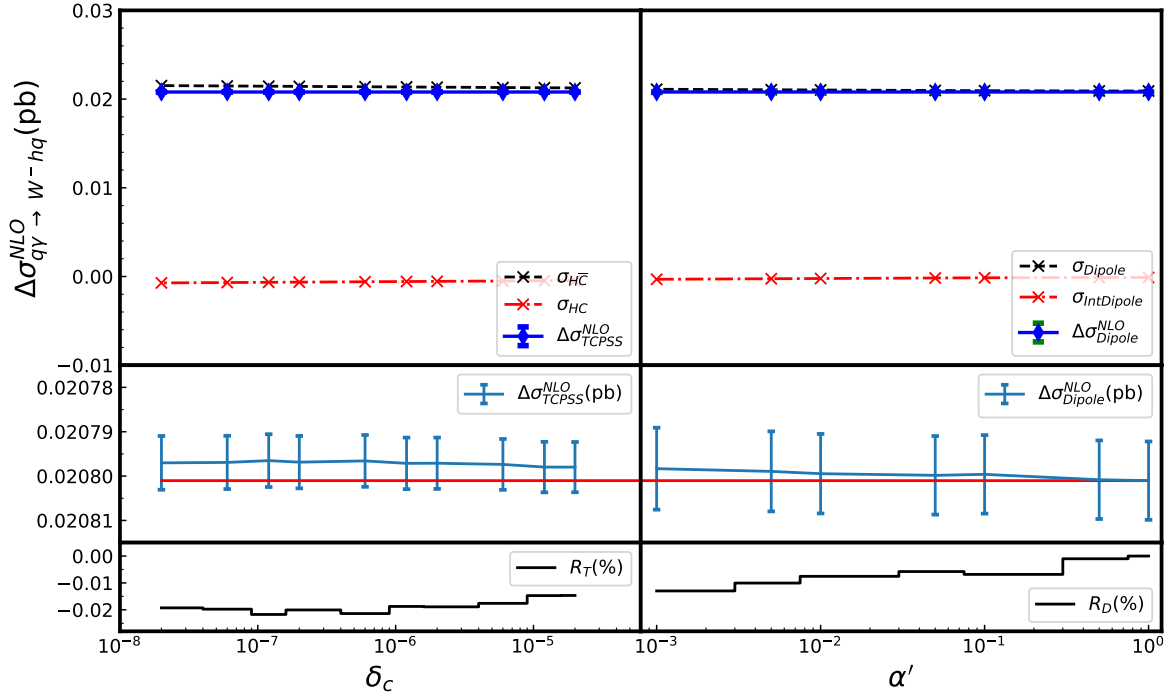 Δσ^{NLO}_{qγ → W⁻hq}(pb)
0.03
0.02
0.01
0.00
−0.01
σ_{HC̅}
σ_{HC}
Δσ^{NLO}_{TCPSS}
σ_{Dipole}
σ_{IntDipole}
Δσ^{NLO}_{Dipole}
0.02078
0.02079
0.02080
0.02081
Δσ^{NLO}_{TCPSS}(pb)
Δσ^{NLO}_{Dipole}(pb)
0.00
−0.01
−0.02
R_T(%)
R_D(%)
10⁻⁸ 10⁻⁷ 10⁻⁶ 10⁻⁵ 10⁻³ 10⁻² 10⁻¹ 10⁰
δ_c α′